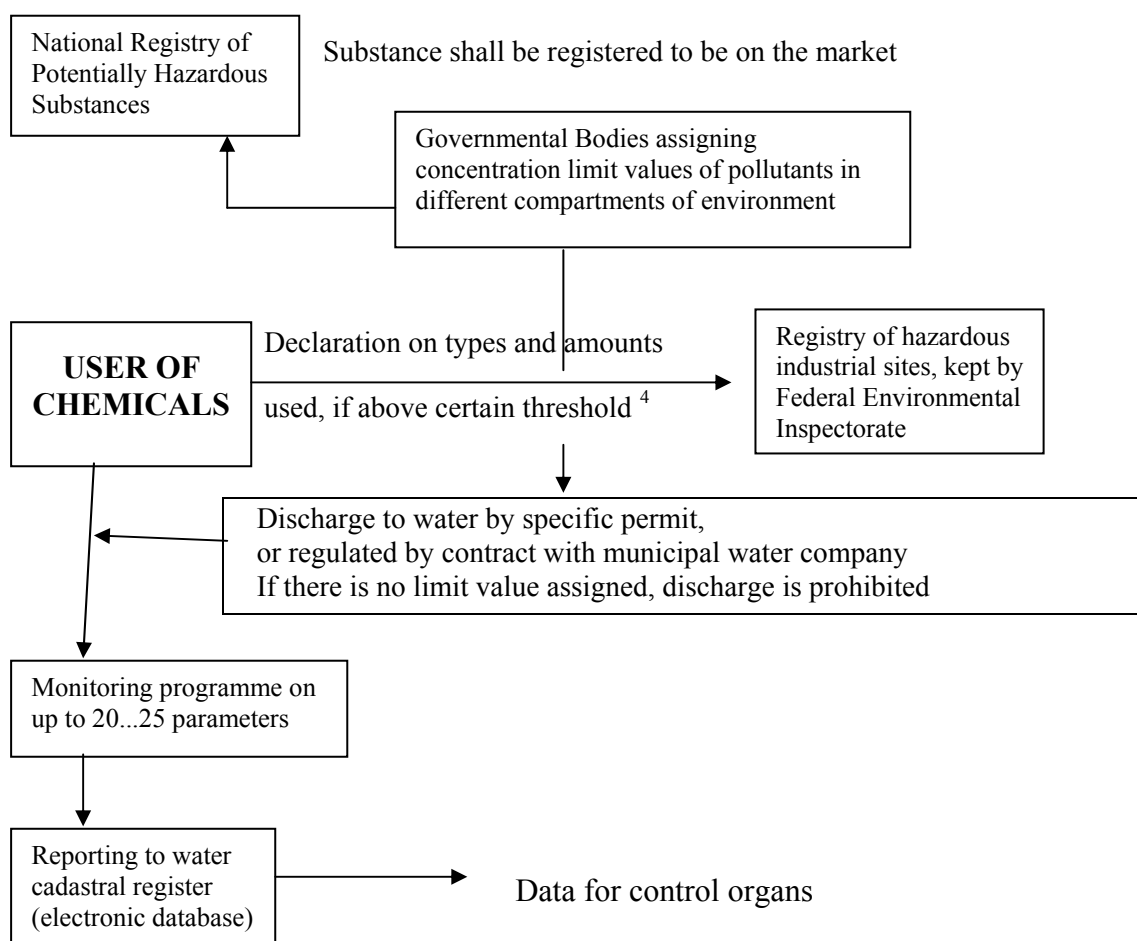 National Registry of
Potentially Hazardous
Substances
Substance shall be registered to be on the market
Governmental Bodies assigning
concentration limit values of pollutants in
different compartments of environment
USER OF
CHEMICALS
Declaration on types and amounts
used, if above certain threshold 4
Registry of hazardous
industrial sites, kept by
Federal Environmental
Inspectorate
Discharge to water by specific permit,
or regulated by contract with municipal water company
If there is no limit value assigned, discharge is prohibited
Monitoring programme on
up to 20...25 parameters
Reporting to water
cadastral register
(electronic database)
Data for control organs